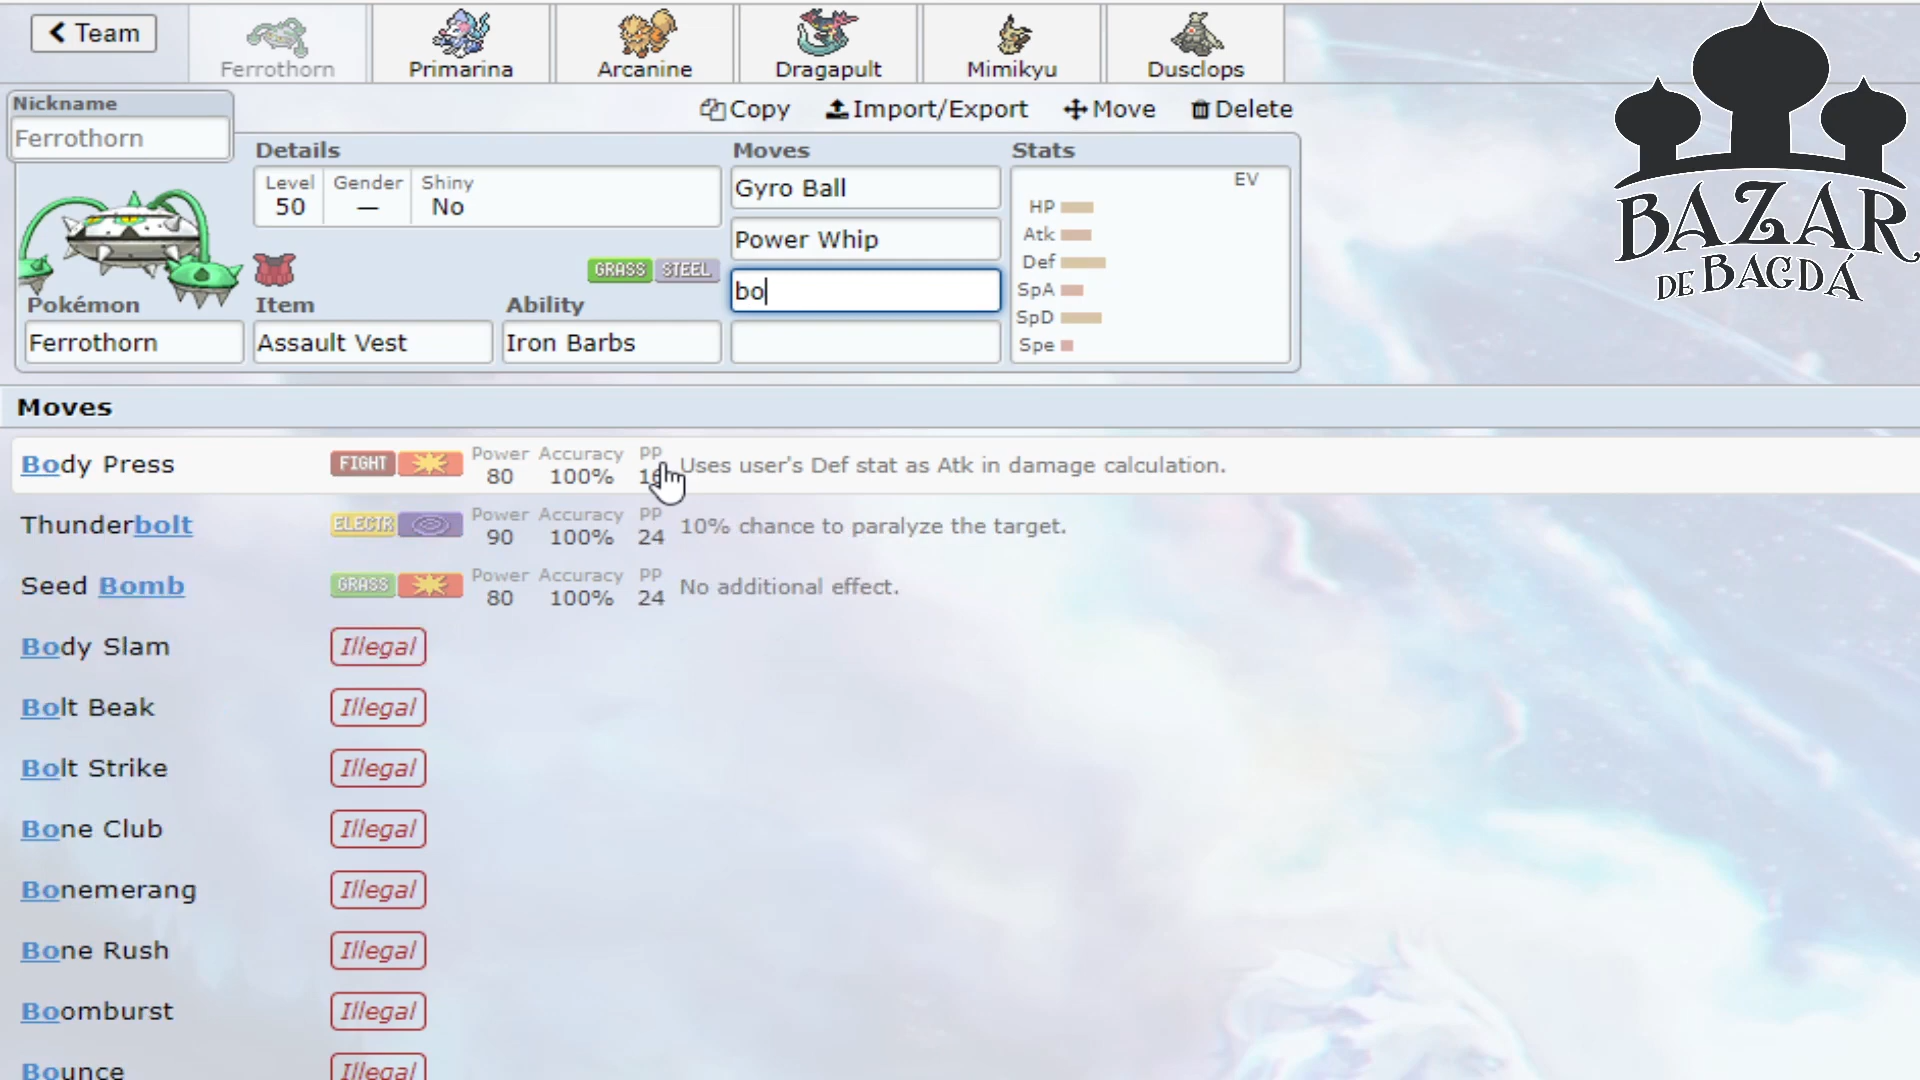 Team
Ferrothorn
Primarina
Arcanine
Dragapult
Mimikyu
Dusclops
Nickname
Ferrothorn
Copy
Import/Export
Move
Delete
Details
Moves
Stats
Level
50
Gender
—
Shiny
No
Gyro Ball
EV
HP
Atk
Def
SpA
SpD
Spe
Power Whip
GRASS
STEEL
bo
Pokémon
Item
Ability
Ferrothorn
Assault Vest
Iron Barbs
BAZAR
DE BAGDÁ
Moves
Body Press FIGHT Power 80 Accuracy 100% PP Uses user's Def stat as Atk in damage calculation.
Thunderbolt ELECTR Power 90 Accuracy 100% PP 24 10% chance to paralyze the target.
Seed Bomb GRASS Power 80 Accuracy 100% PP 24 No additional effect.
Body Slam Illegal
Bolt Beak Illegal
Bolt Strike Illegal
Bone Club Illegal
Bonemerang Illegal
Bone Rush Illegal
Boomburst Illegal
Bounce Illegal